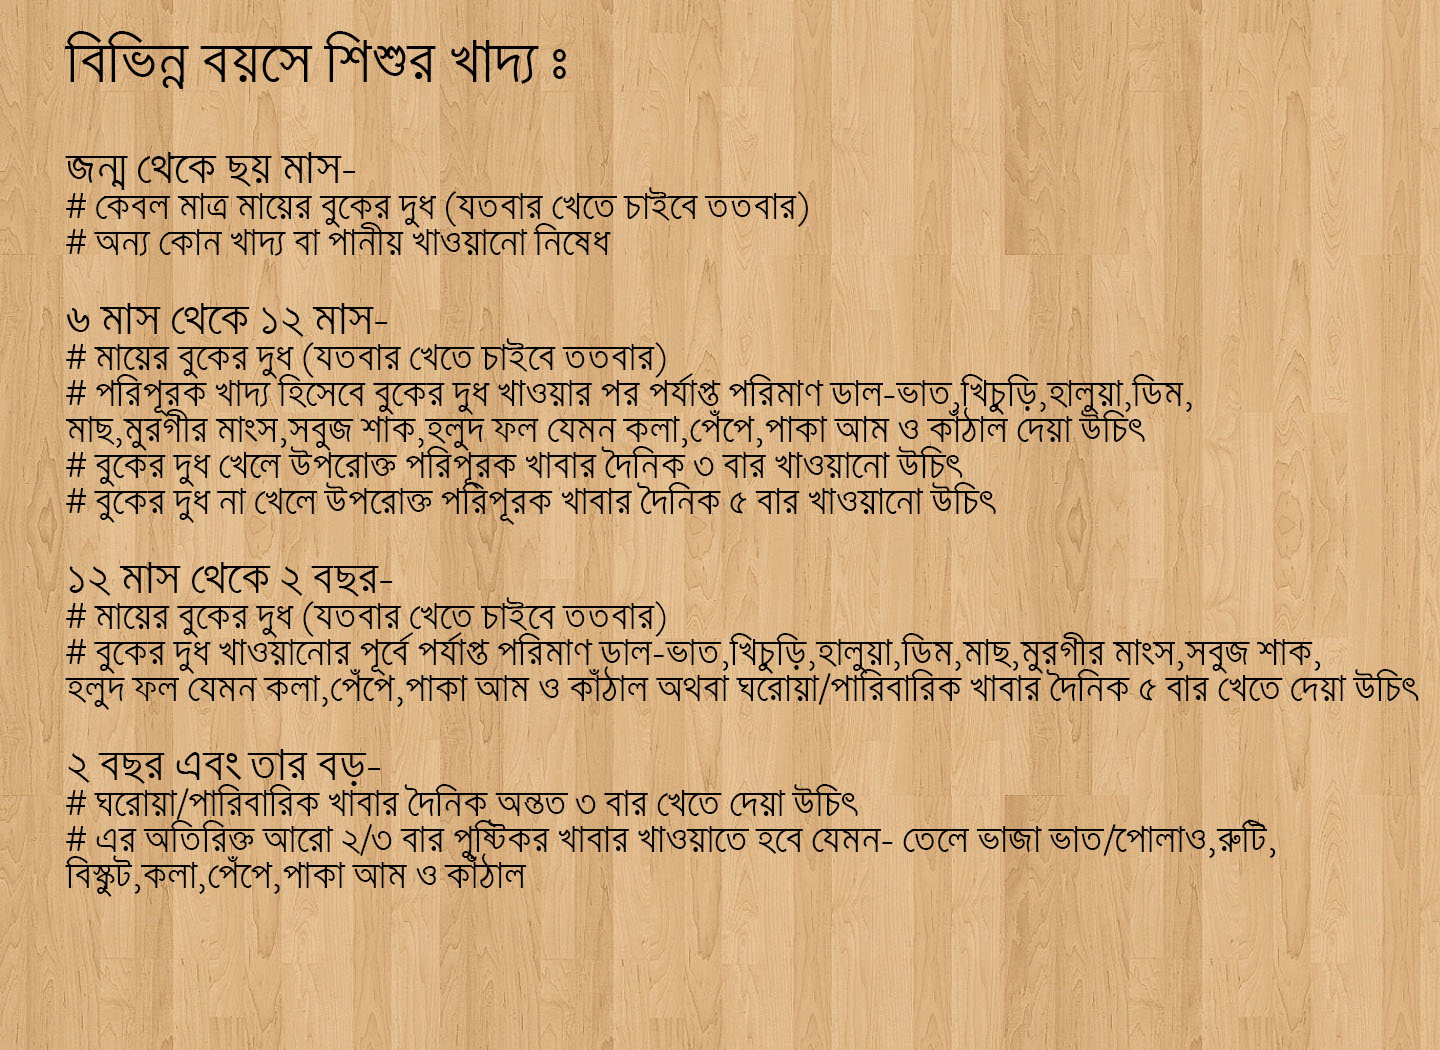 বিভিন্ন বয়সে শিশুর খাদ্য ঃ
জন্ম থেকে ছয় মাস-
# কেবল মাত্র মায়ের বুকের দুধ (যতবার খেতে চাইবে ততবার)
# অন্য কোন খাদ্য বা পানীয় খাওয়ানো নিষেধ
৬ মাস থেকে ১২ মাস-
# মায়ের বুকের দুধ (যতবার খেতে চাইবে ততবার)
# পরিপূরক খাদ্য হিসেবে বুকের দুধ খাওয়ার পর পর্যাপ্ত পরিমাণ ডাল-ভাত,খিচুড়ি,হালুয়া,ডিম,
মাছ,মুরগীর মাংস,সবুজ শাক,হলুদ ফল যেমন কলা,পেঁপে,পাকা আম ও কাঁঠাল দেয়া উচিৎ
# বুকের দুধ খেলে উপরোক্ত পরিপূরক খাবার দৈনিক ৩ বার খাওয়ানো উচিৎ
# বুকের দুধ না খেলে উপরোক্ত পরিপূরক খাবার দৈনিক ৫ বার খাওয়ানো উচিৎ
১২ মাস থেকে ২ বছর-
# মায়ের বুকের দুধ (যতবার খেতে চাইবে ততবার)
# বুকের দুধ খাওয়ানোর পূর্বে পর্যাপ্ত পরিমাণ ডাল-ভাত,খিচুড়ি,হালুয়া,ডিম,মাছ,মুরগীর মাংস,সবুজ শাক,
হলুদ ফল যেমন কলা,পেঁপে,পাকা আম ও কাঁঠাল অথবা ঘরোয়া/পারিবারিক খাবার দৈনিক ৫ বার খেতে দেয়া উচিৎ
২ বছর এবং তার বড়-
# ঘরোয়া/পারিবারিক খাবার দৈনিক অন্তত ৩ বার খেতে দেয়া উচিৎ
# এর অতিরিক্ত আরো ২/৩ বার পুষ্টিকর খাবার খাওয়াতে হবে যেমন- তেলে ভাজা ভাত/পোলাও,রুটি,
বিস্কুট,কলা,পেঁপে,পাকা আম ও কাঁঠাল